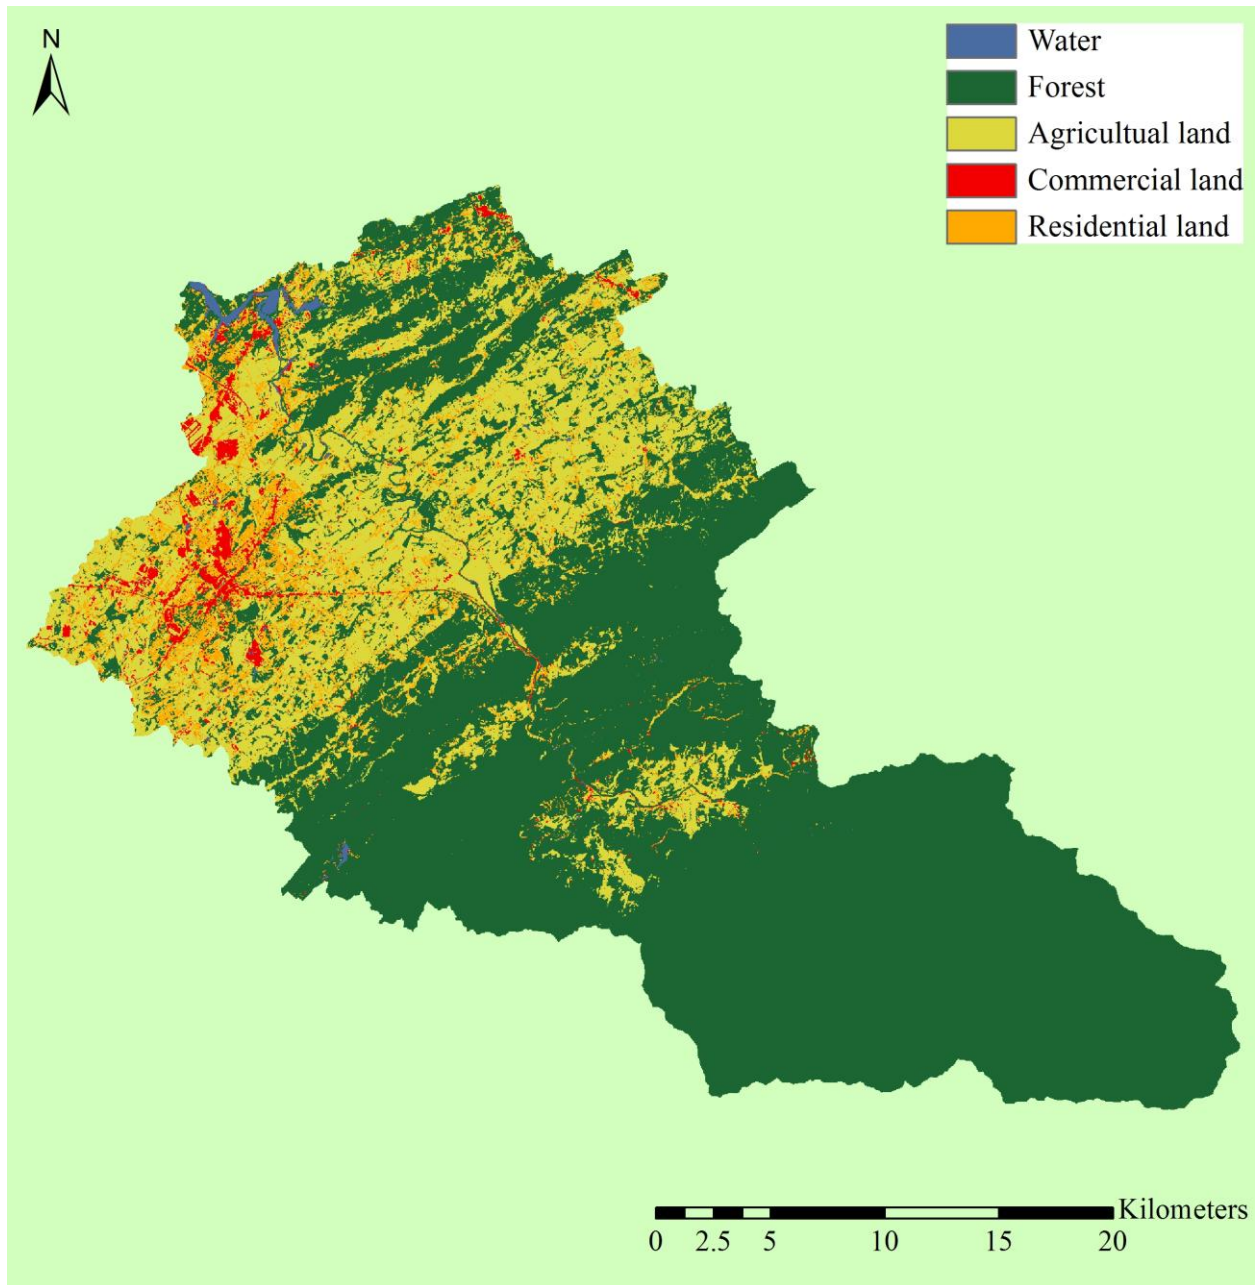 N
Water
Forest
Agricultual land
Commercial land
Residential land
Kilometers
0 2.5 5 10 15 20